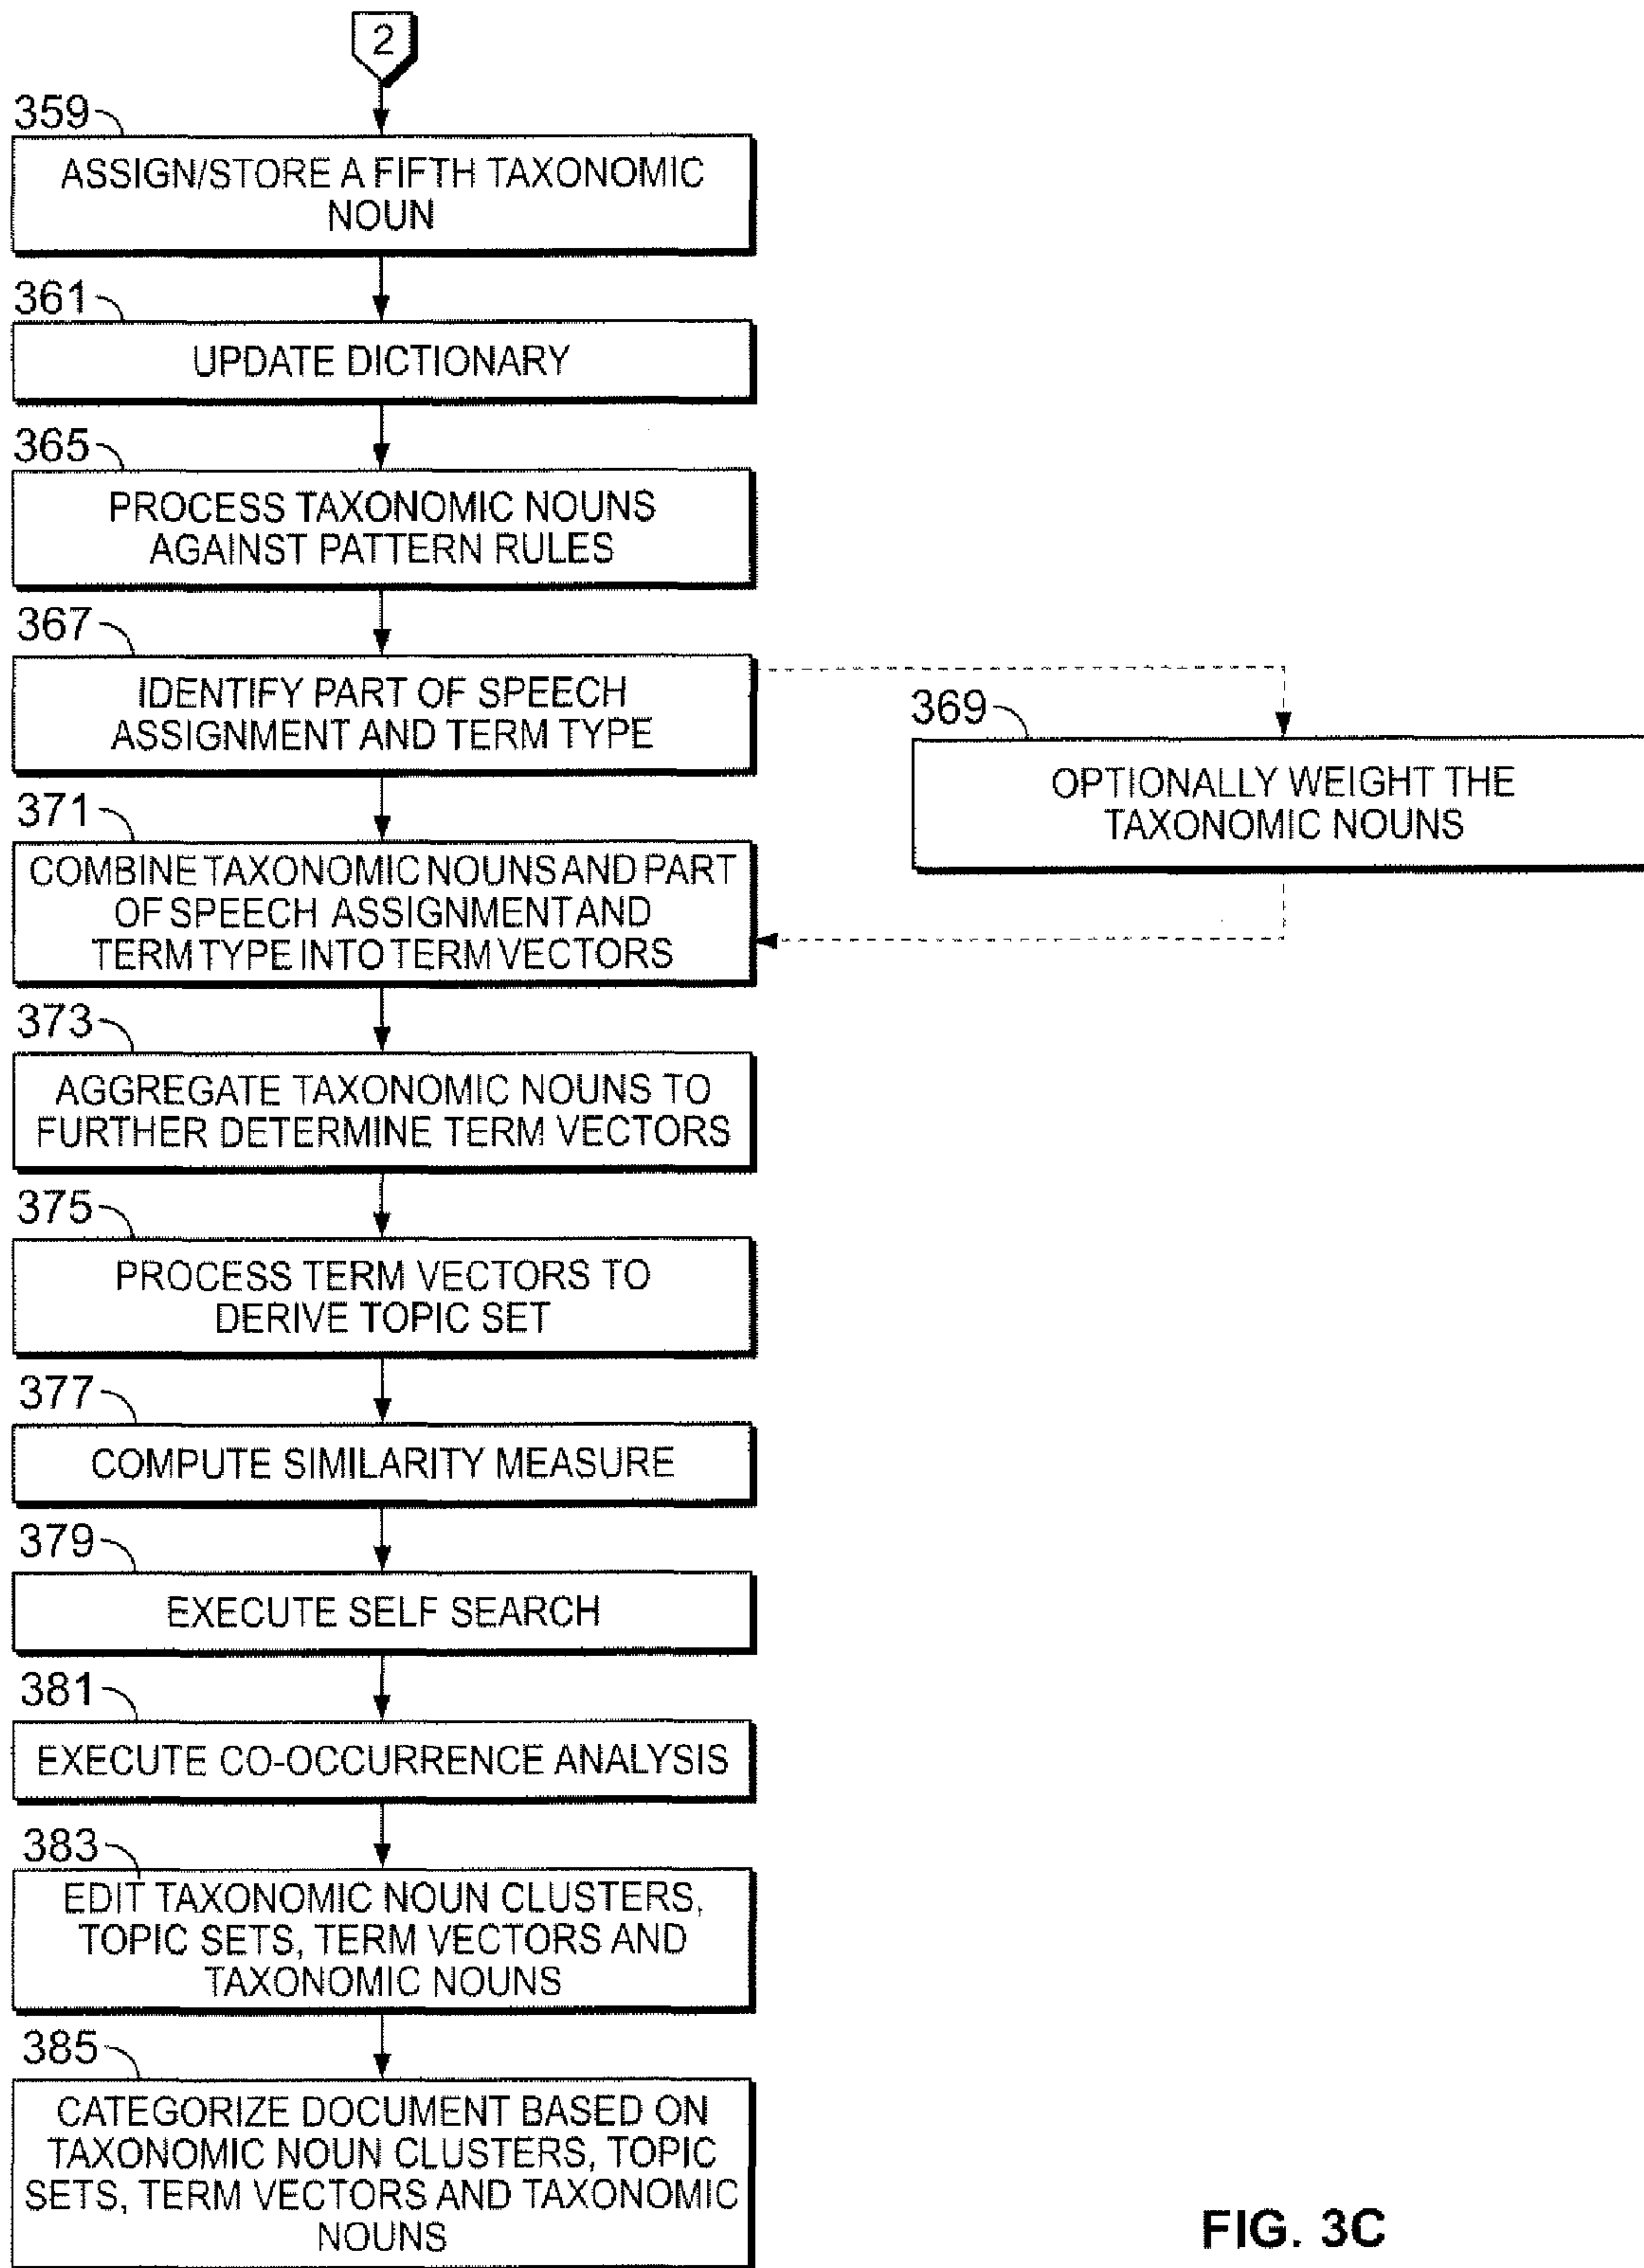 2
359
ASSIGN/STORE A FIFTH TAXONOMIC
NOUN
361
UPDATE DICTIONARY
365
PROCESS TAXONOMIC NOUNS
AGAINST PATTERN RULES
367
IDENTIFY PART OF SPEECH
ASSIGNMENT AND TERM TYPE
369
OPTIONALLY WEIGHT THE
TAXONOMIC NOUNS
371
COMBINE TAXONOMIC NOUNS AND PART
OF SPEECH ASSIGNMENT AND
TERM TYPE INTO TERM VECTORS
373
AGGREGATE TAXONOMIC NOUNS TO
FURTHER DETERMINE TERM VECTORS
375
PROCESS TERM VECTORS TO
DERIVE TOPIC SET
377
COMPUTE SIMILARITY MEASURE
379
EXECUTE SELF SEARCH
381
EXECUTE CO-OCCURRENCE ANALYSIS
383
EDIT TAXONOMIC NOUN CLUSTERS,
TOPIC SETS, TERM VECTORS AND
TAXONOMIC NOUNS
385
CATEGORIZE DOCUMENT BASED ON
TAXONOMIC NOUN CLUSTERS, TOPIC
SETS, TERM VECTORS AND TAXONOMIC
NOUNS
FIG. 3C